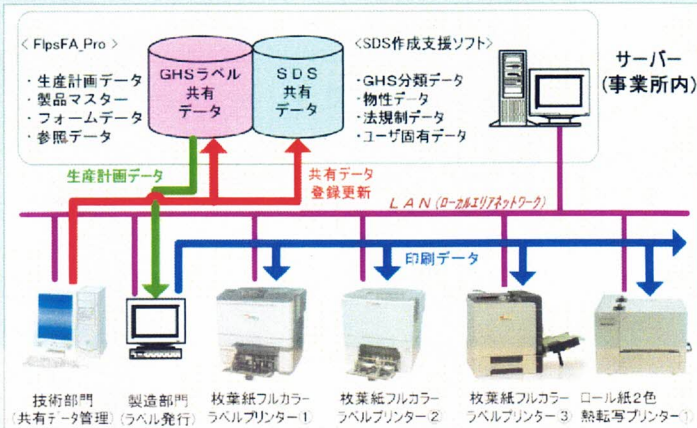 < FlpsFA_Pro >
・生産計画データ
・製品マスター
・フォームデータ
・参照データ
GHSラベル
共有
データ
SDS
共有
データ
<SDS作成支援ソフト>
・GHS分類データ
・物性データ
・法規制データ
・ユーザ固有データ
サーバー
(事業所内)
生産計画データ
共有データ
登録更新
LAN(ローカルエリアネットワーク)
印刷データ
技術部門
(共有データ管理)
製造部門
(ラベル発行)
枚葉紙フルカラー
ラベルプリンター①
枚葉紙フルカラー
ラベルプリンター②
枚葉紙フルカラー
ラベルプリンター③
ロール紙2色
熱転写プリンター①